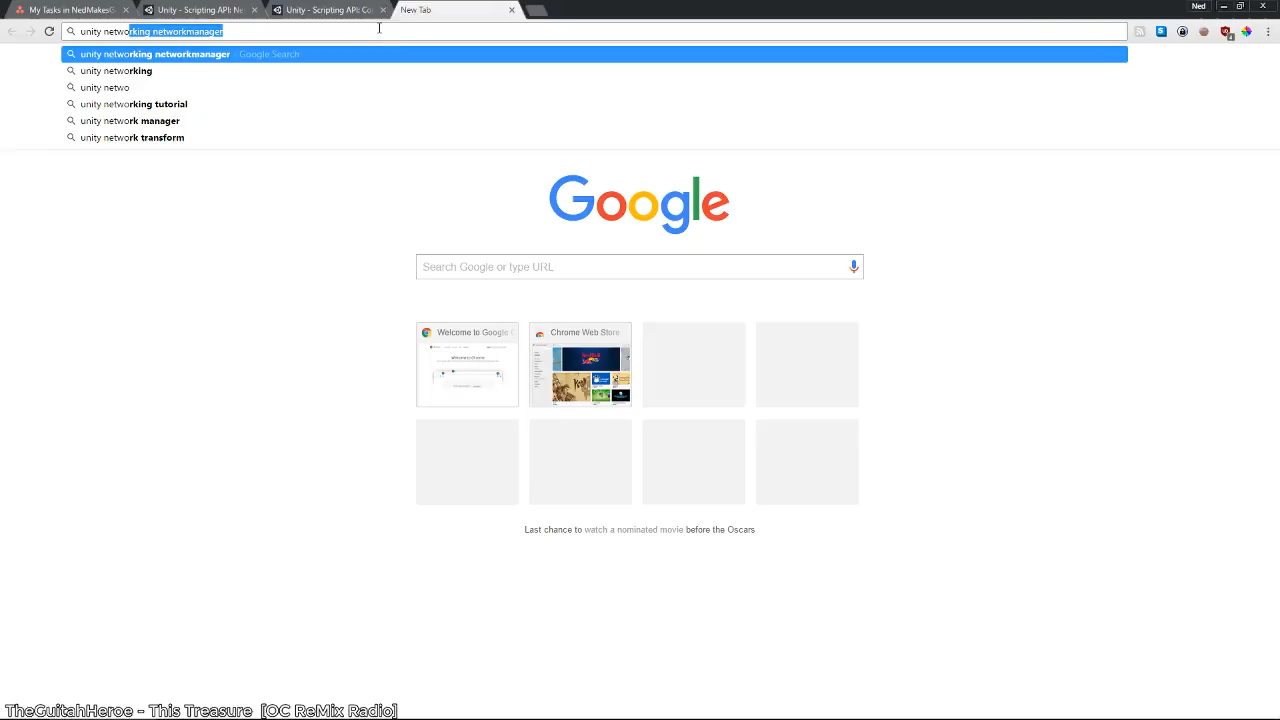 My Tasks in NedMakesG
Unity - Scripting API: Ne
Unity - Scripting API: Co
New Tab
Ned
unity networking networkmanager
unity networking networkmanager - Google Search
unity networking
unity netwo
unity networking tutorial
unity network manager
unity network transform
Google
Search Google or type URL
Welcome to Google C
Chrome Web Store
Last chance to watch a nominated movie before the Oscars
TheGuitahHeroe - This Treasure [OC ReMix Radio]